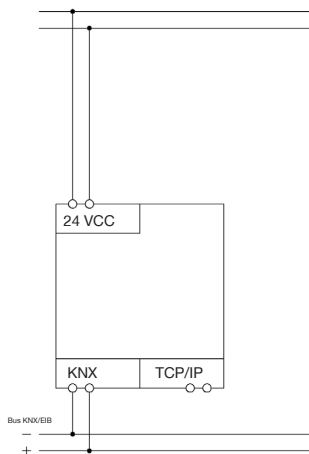 24 VCC
KNX
TCP/IP
Bus KNX/EIB
–
+